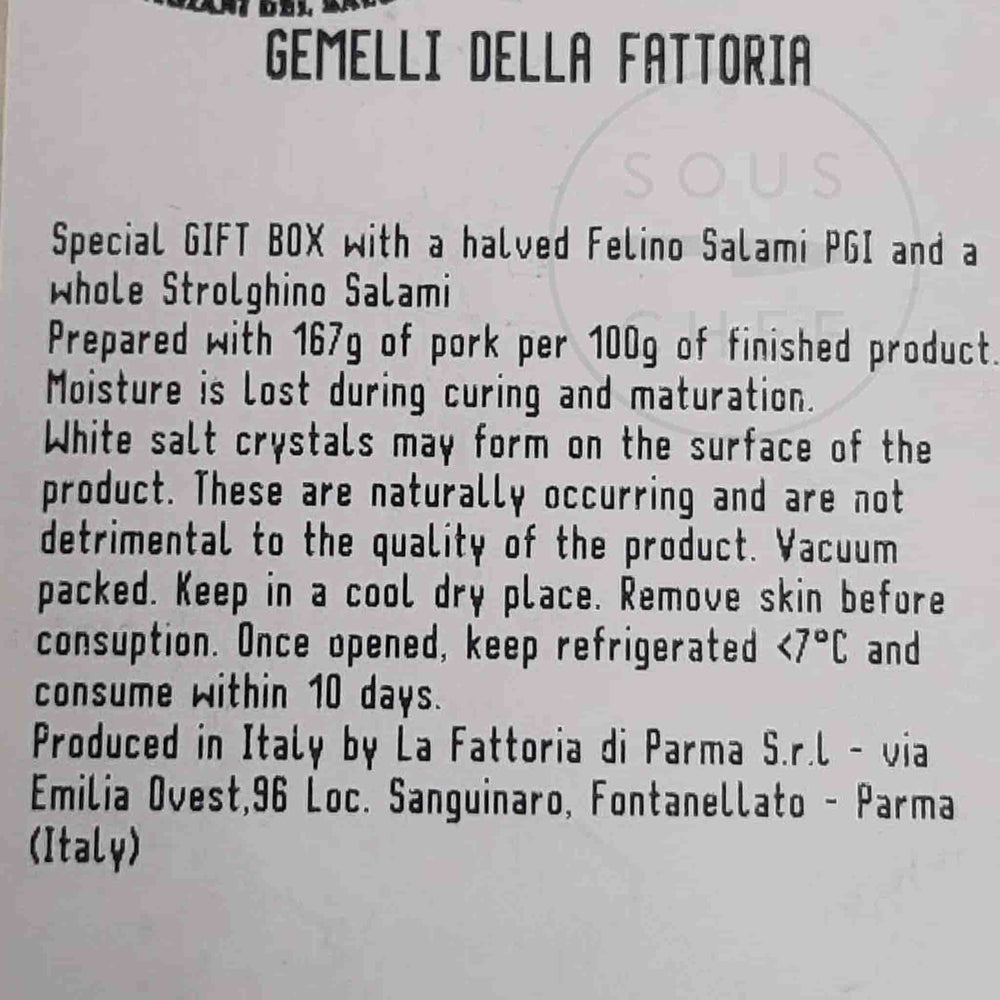 DEL
GEMELLI DELLA FATTORIA
SOUS
CHEF
Special GIFT BOX with a halved Felino Salami PGI and a
whole Strolghino Salami
Prepared with 167g of pork per 100g of finished product.
Moisture is lost during curing and maturation.
White salt crystals may form on the surface of the
product. These are naturally occurring and are not
detrimental to the quality of the product. Vacuum
packed. Keep in a cool dry place. Remove skin before
consuption. Once opened, keep refrigerated <7°C and
consume within 10 days.
Produced in Italy by La Fattoria di Parma S.r.l - via
Emilia Ovest,96 Loc. Sanguinaro, Fontanellato - Parma
(Italy)